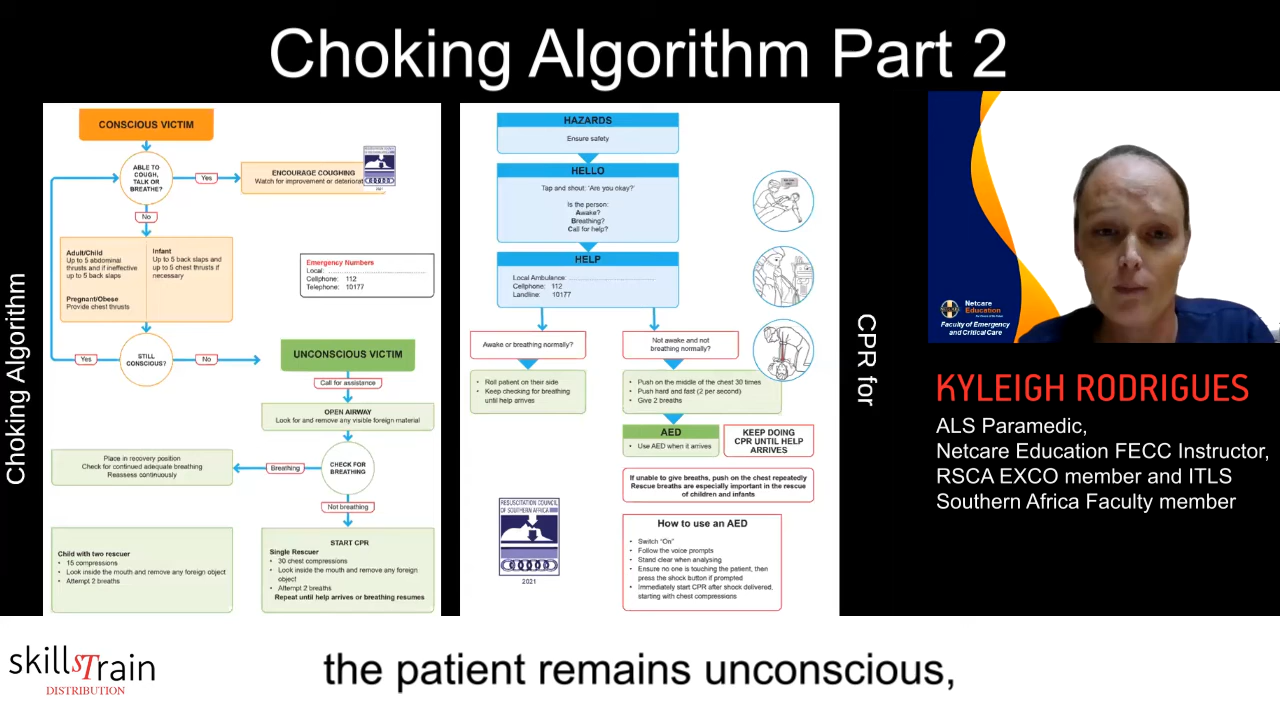 Choking Algorithm Part 2
Choking Algorithm
CONSCIOUS VICTIM
ABLE TO
COUGH,
TALK OR
BREATHE?
Yes
ENCOURAGE COUGHING
Watch for improvement or deteriorat
2021
No
Adult/Child
Up to 5 abdominal
thrusts and if ineffective
up to 5 back slaps
Pregnant/Obese
Provide chest thrusts
Infant
Up to 5 back slaps and
up to 5 chest thrusts if
necessary
Emergency Numbers
Local:
Cellphone: 112
Telephone: 10177
STILL
CONSCIOUS?
Yes
No
UNCONSCIOUS VICTIM
Call for assistance
OPEN AIRWAY
Look for and remove any visible foreign material
CHECK FOR
BREATHING
Breathing
Place in recovery position
Check for continued adequate breathing
Reassess continuously
Not breathing
Child with two rescuer
• 15 compressions
• Look inside the mouth and remove any foreign object
• Attempt 2 breaths
START CPR
Single Rescuer
• 30 chest compressions
• Look inside the mouth and remove any foreign
object
• Attempt 2 breaths
Repeat until help arrives or breathing resumes
HAZARDS
Ensure safety
HELLO
Tap and shout: 'Are you okay?'
Is the person:
Awake?
Breathing?
Call for help?
HELP
Local Ambulance:
Cellphone: 112
Landline: 10177
Awake or breathing normally?
• Roll patient on their side
• Keep checking for breathing
until help arrives
Not awake and not
breathing normally?
• Push on the middle of the chest 30 times
• Push hard and fast (2 per second)
• Give 2 breaths
AED
• Use AED when it arrives
KEEP DOING
CPR UNTIL HELP
ARRIVES
If unable to give breaths, push on the chest repeatedly
Rescue breaths are especially important in the rescue
of children and infants
RESUSCITATION COUNCIL
OF SOUTHERN AFRICA
2021
How to use an AED
• Switch "On"
• Follow the voice prompts
• Stand clear when analysing
• Ensure no one is touching the patient, then
press the shock button if prompted
• Immediately start CPR after shock delivered,
starting with chest compressions
CPR for
Netcare
Education
Faculty of Emergency
and Critical Care
KYLEIGH RODRIGUES
ALS Paramedic,
Netcare Education FECC Instructor,
RSCA EXCO member and ITLS
Southern Africa Faculty member
skillsTrain
DISTRIBUTION
the patient remains unconscious,